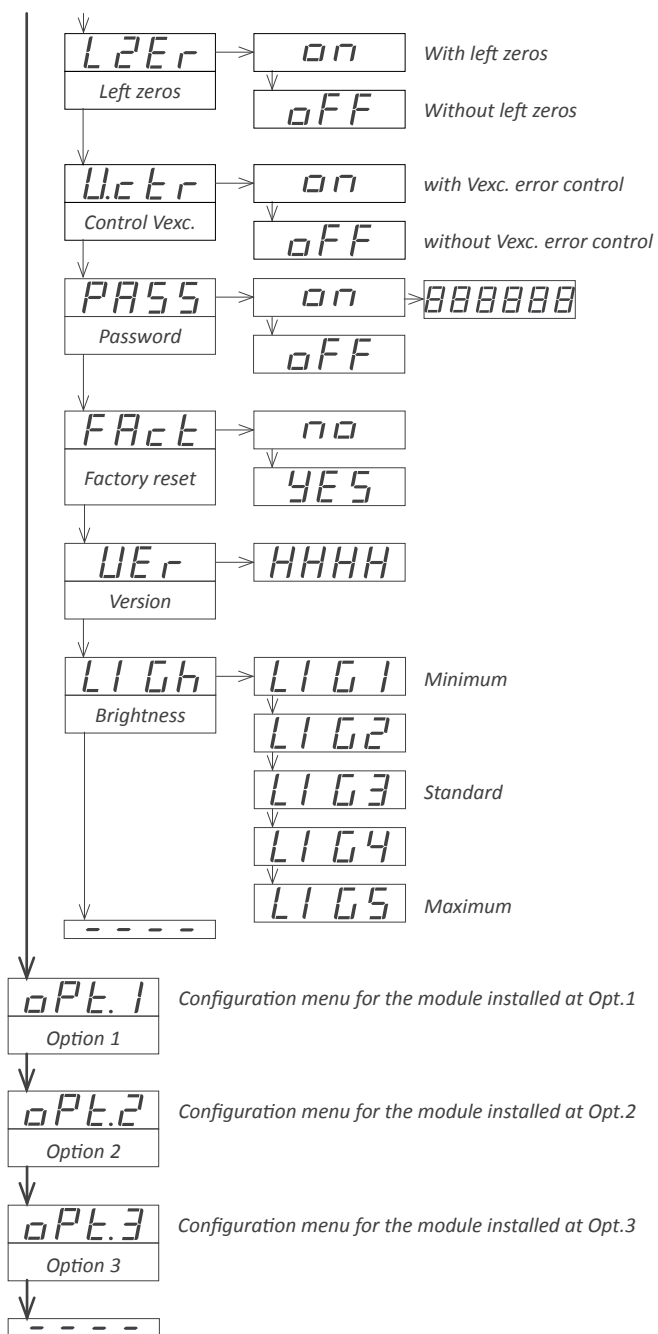 LZEr on With left zeros
Left zeros
oFF Without left zeros
U.ctr on with Vexc. error control
Control Vexc.
oFF without Vexc. error control
PASS on 888888
Password
oFF
FAct no
Factory reset
YES
VEr HHHH
Version
LIGh LIG1 Minimum
Brightness
LIG2
LIG3 Standard
LIG4
LIG5 Maximum
- - - -
oPt.1 Configuration menu for the module installed at Opt.1
Option 1
oPt.2 Configuration menu for the module installed at Opt.2
Option 2
oPt.3 Configuration menu for the module installed at Opt.3
Option 3
- - - -